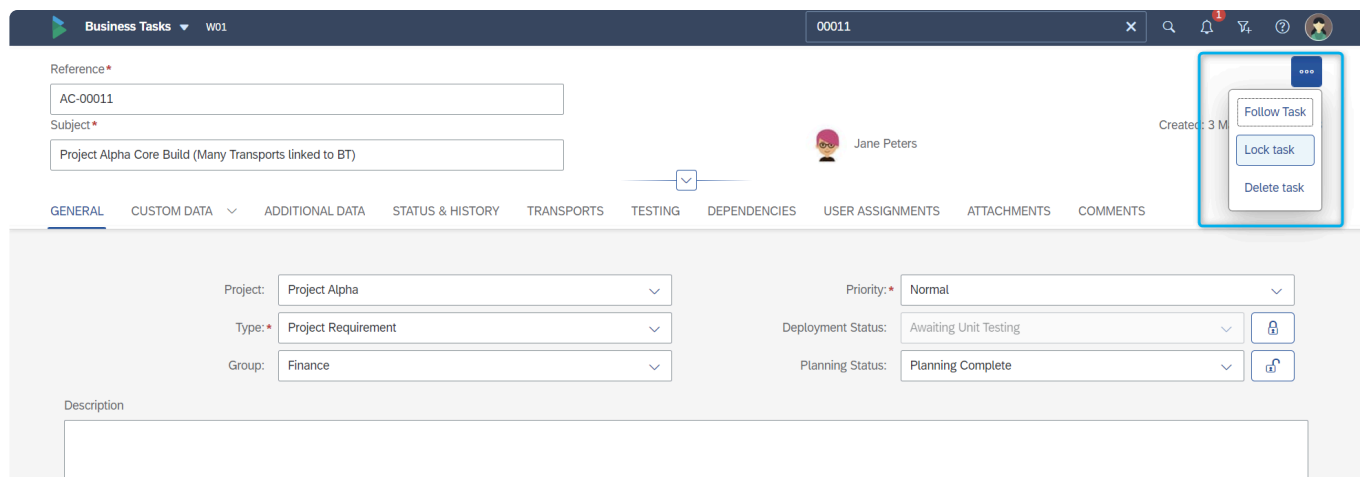 Business Tasks W01 00011 1
Reference*
AC-00011
Subject*
Project Alpha Core Build (Many Transports linked to BT)
Jane Peters
Created: 3 M
Follow Task
Lock task
Delete task
GENERAL CUSTOM DATA ADDITIONAL DATA STATUS & HISTORY TRANSPORTS TESTING DEPENDENCIES USER ASSIGNMENTS ATTACHMENTS COMMENTS
Project: Project Alpha Priority:* Normal
Type:* Project Requirement Deployment Status: Awaiting Unit Testing
Group: Finance Planning Status: Planning Complete
Description